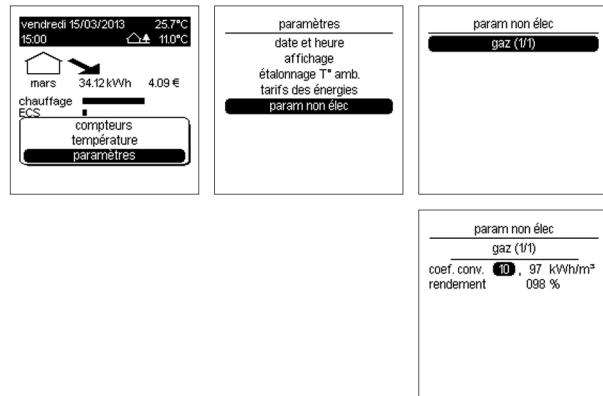 vendredi 15/03/2013 25.7°C
15:00 11.0°C
mars 34.12 kWh 4.09 €
chauffage
ECS
compteurs
température
paramètres
paramètres
date et heure
affichage
étalonnage T° amb.
tarifs des énergies
param non élec
param non élec
gaz (1/1)
param non élec
gaz (1/1)
coef. conv. 10 , 97 kWh/m³
rendement 098 %